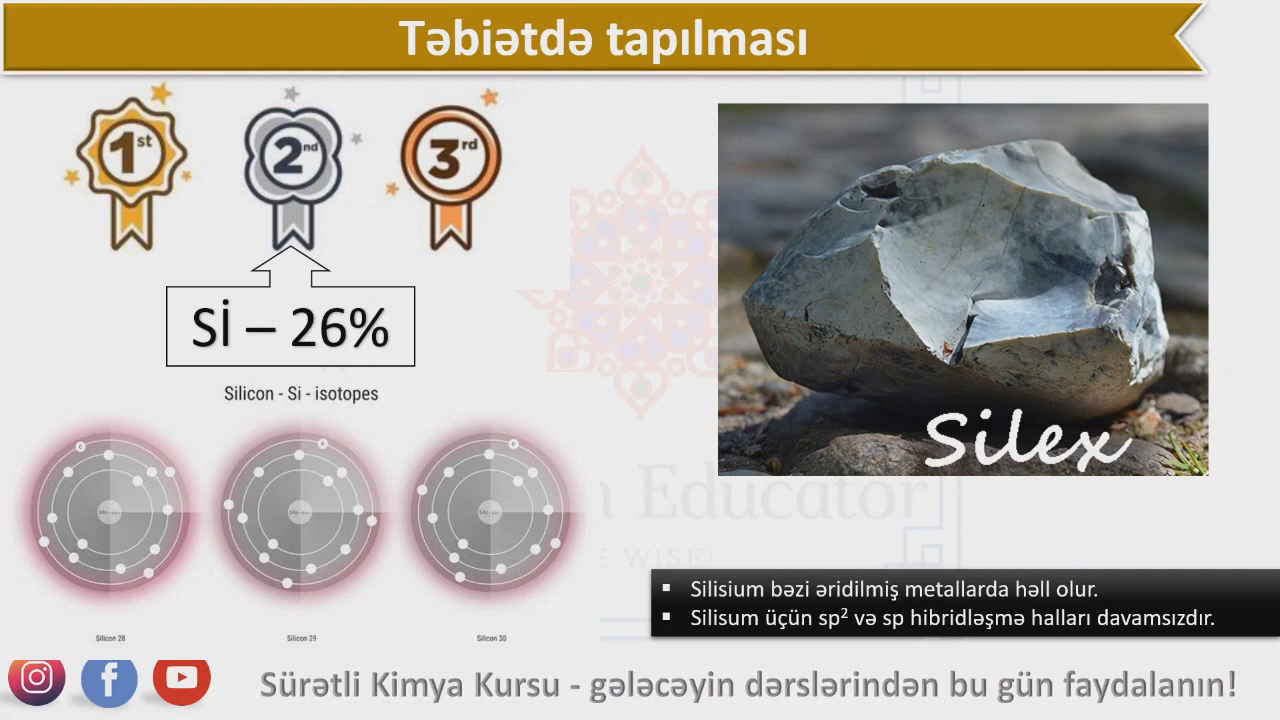 Təbiətdə tapılması
1st
2nd
3rd
Sİ – 26%
Silicon - Si - isotopes
Silex
Educator
WISE!
Silicon 28
Silicon 29
Silicon 30
▪ Silisium bəzi əridilmiş metallarda həll olur.
▪ Silisum üçün sp² və sp hibridləşmə halları davamsızdır.
Sürətli Kimya Kursu - gələcəyin dərslərindən bu gün faydalanın!